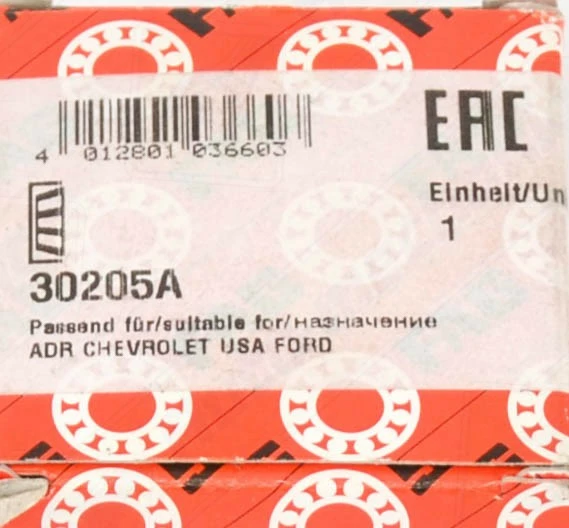 EAC
4 012801 036603
Einheit/Un
1
30205A
Passend für/suitable for/назначение
ADR CHEVROLET USA FORD